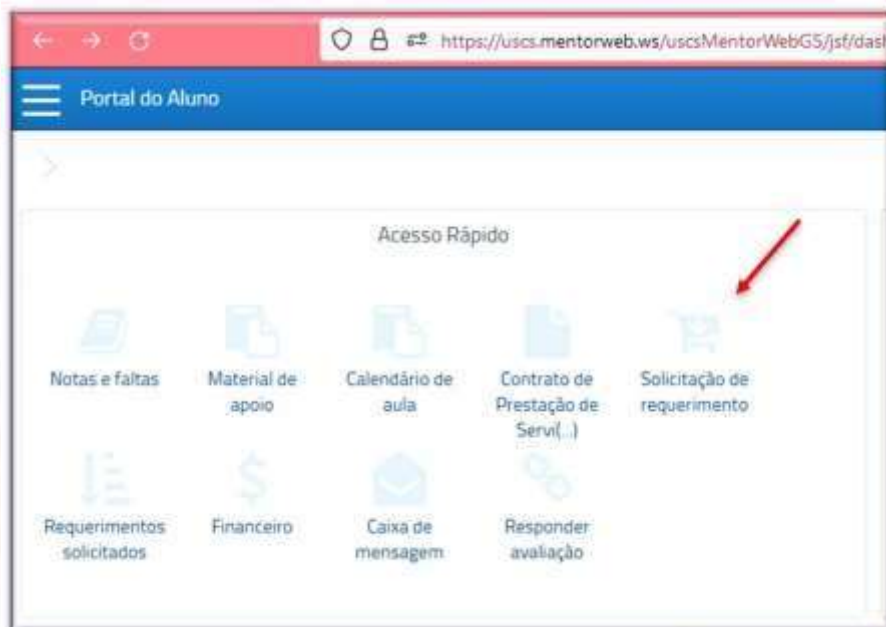 https://uscs.mentorweb.ws/uscsMentorWebG5/jsf/dash
Portal do Aluno
Acesso Rápido
Notas e faltas
Material de
apoio
Calendário de
aula
Contrato de
Prestação de
Servi(...)
Solicitação de
requerimento
Requerimentos
solicitados
Financeiro
Caixa de
mensagem
Responder
avaliação